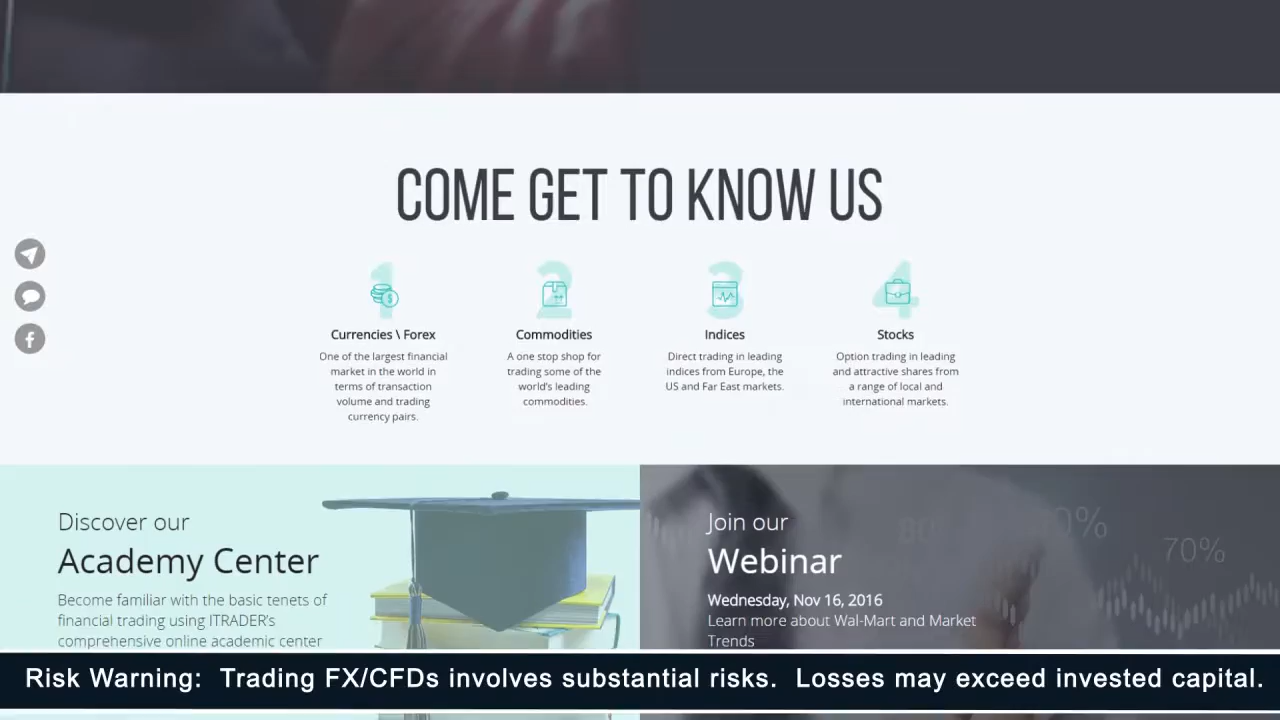 COME GET TO KNOW US
1
2
3
4
Currencies \ Forex
One of the largest financial
market in the world in
terms of transaction
volume and trading
currency pairs.
Commodities
A one stop shop for
trading some of the
world's leading
commodities.
Indices
Direct trading in leading
indices from Europe, the
US and Far East markets.
Stocks
Option trading in leading
and attractive shares from
a range of local and
international markets.
Discover our
Academy Center
Become familiar with the basic tenets of
financial trading using ITRADER's
comprehensive online academic center
Join our
Webinar
Wednesday, Nov 16, 2016
Learn more about Wal-Mart and Market
Trends
70%
Risk Warning: Trading FX/CFDs involves substantial risks. Losses may exceed invested capital.